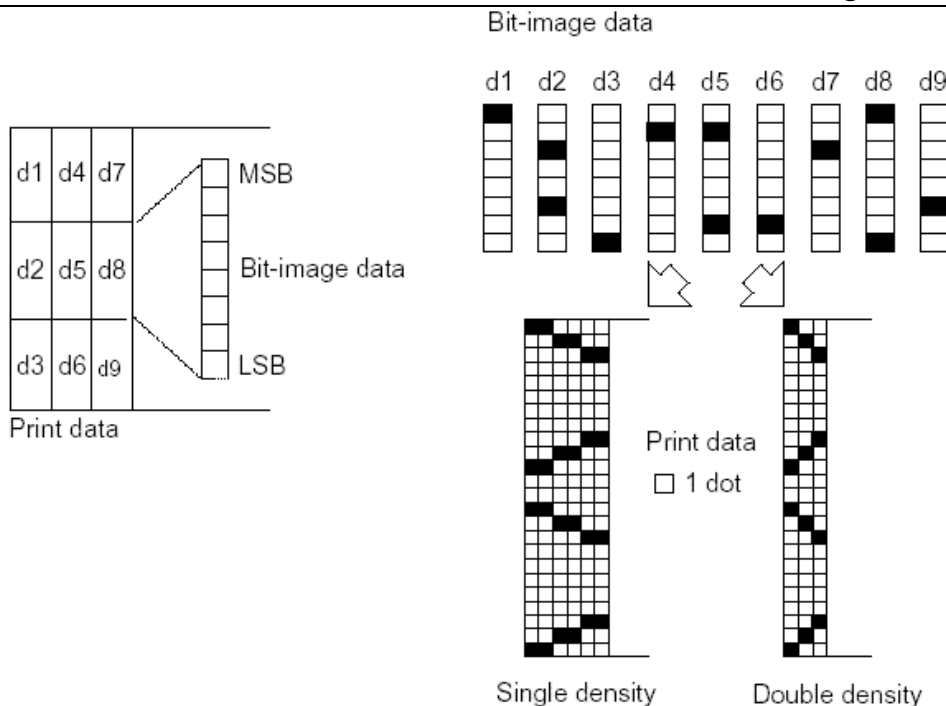 Bit-image data
d1 d2 d3 d4 d5 d6 d7 d8 d9
d1 d4 d7
d2 d5 d8
d3 d6 d9
MSB
Bit-image data
LSB
Print data
Print data
1 dot
Single density
Double density